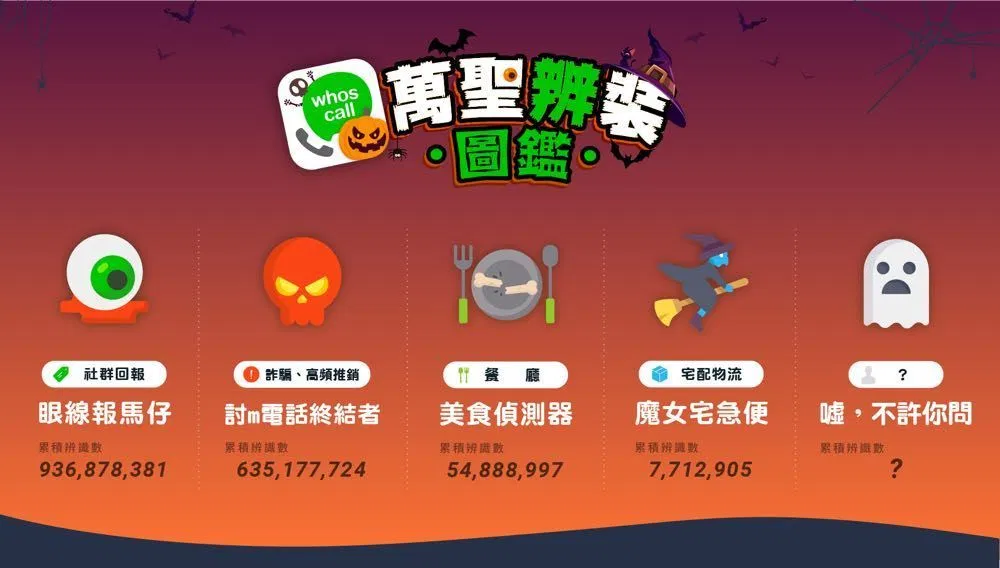 whos
call
萬聖辨裝
圖鑑
社群回報
眼線報馬仔
累積辨識數
936,878,381
! 詐騙、高頻推銷
討m電話終結者
累積辨識數
635,177,724
餐 廳
美食偵測器
累積辨識數
54,888,997
宅配物流
魔女宅急便
累積辨識數
7,712,905
?
噓，不許你問
累積辨識數
?